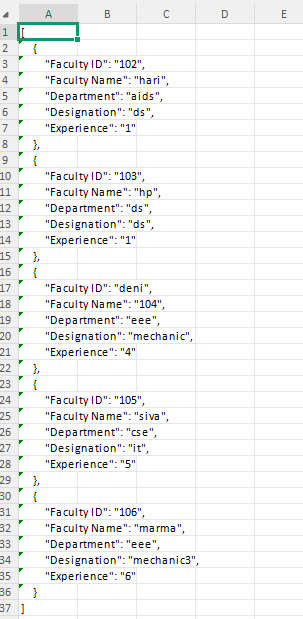 A B C D E
1 [
2 {
3 "Faculty ID": "102",
4 "Faculty Name": "hari",
5 "Department": "aids",
6 "Designation": "ds",
7 "Experience": "1"
8 },
9 {
10 "Faculty ID": "103",
11 "Faculty Name": "hp",
12 "Department": "ds",
13 "Designation": "ds",
14 "Experience": "1"
15 },
16 {
17 "Faculty ID": "deni",
18 "Faculty Name": "104",
19 "Department": "eee",
20 "Designation": "mechanic",
21 "Experience": "4"
22 },
23 {
24 "Faculty ID": "105",
25 "Faculty Name": "siva",
26 "Department": "cse",
27 "Designation": "it",
28 "Experience": "5"
29 },
30 {
31 "Faculty ID": "106",
32 "Faculty Name": "marma",
33 "Department": "eee",
34 "Designation": "mechanic3",
35 "Experience": "6"
36 }
37 ]